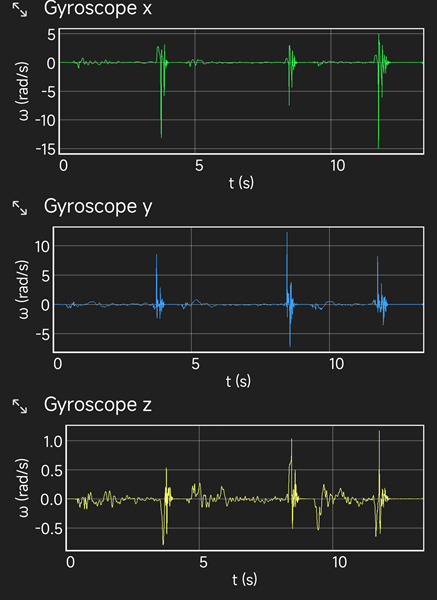 Gyroscope x
5
0
-5
-10
-15
ω (rad/s)
0 5 10
t (s)
Gyroscope y
10
5
0
-5
ω (rad/s)
0 5 10
t (s)
Gyroscope z
1.0
0.5
0.0
-0.5
ω (rad/s)
0 5 10
t (s)